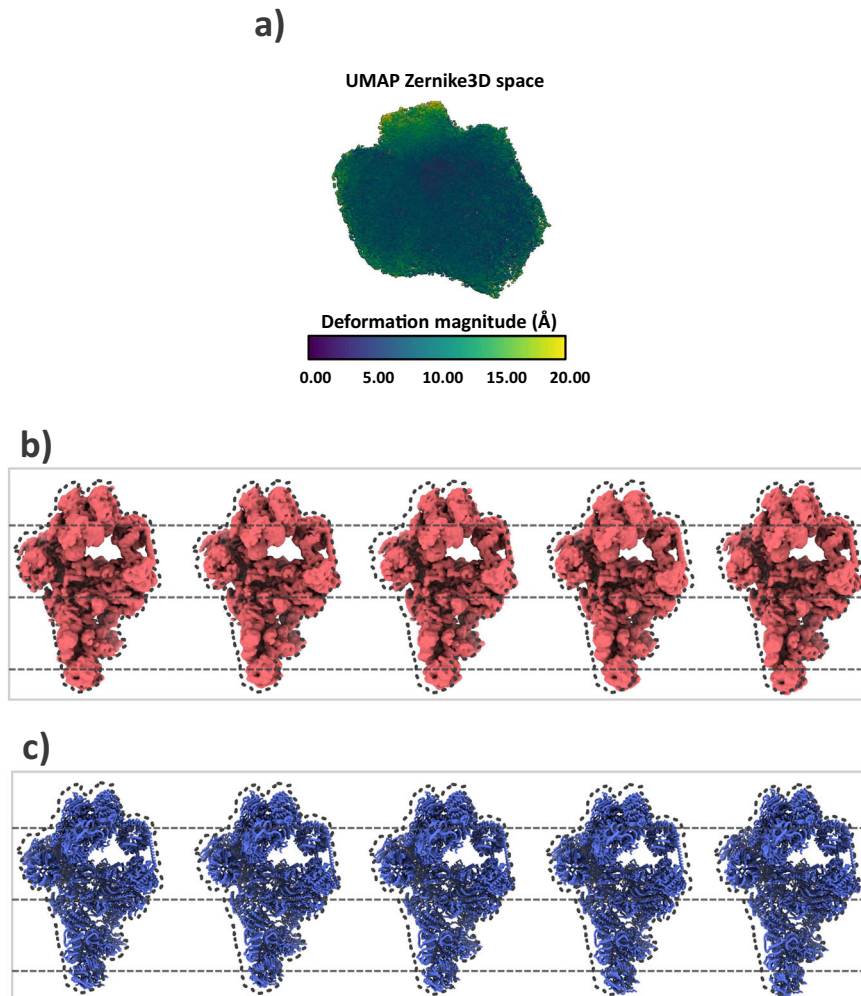 a)
UMAP Zernike3D space
Deformation magnitude (Å)
0.00 5.00 10.00 15.00 20.00
b)
c)